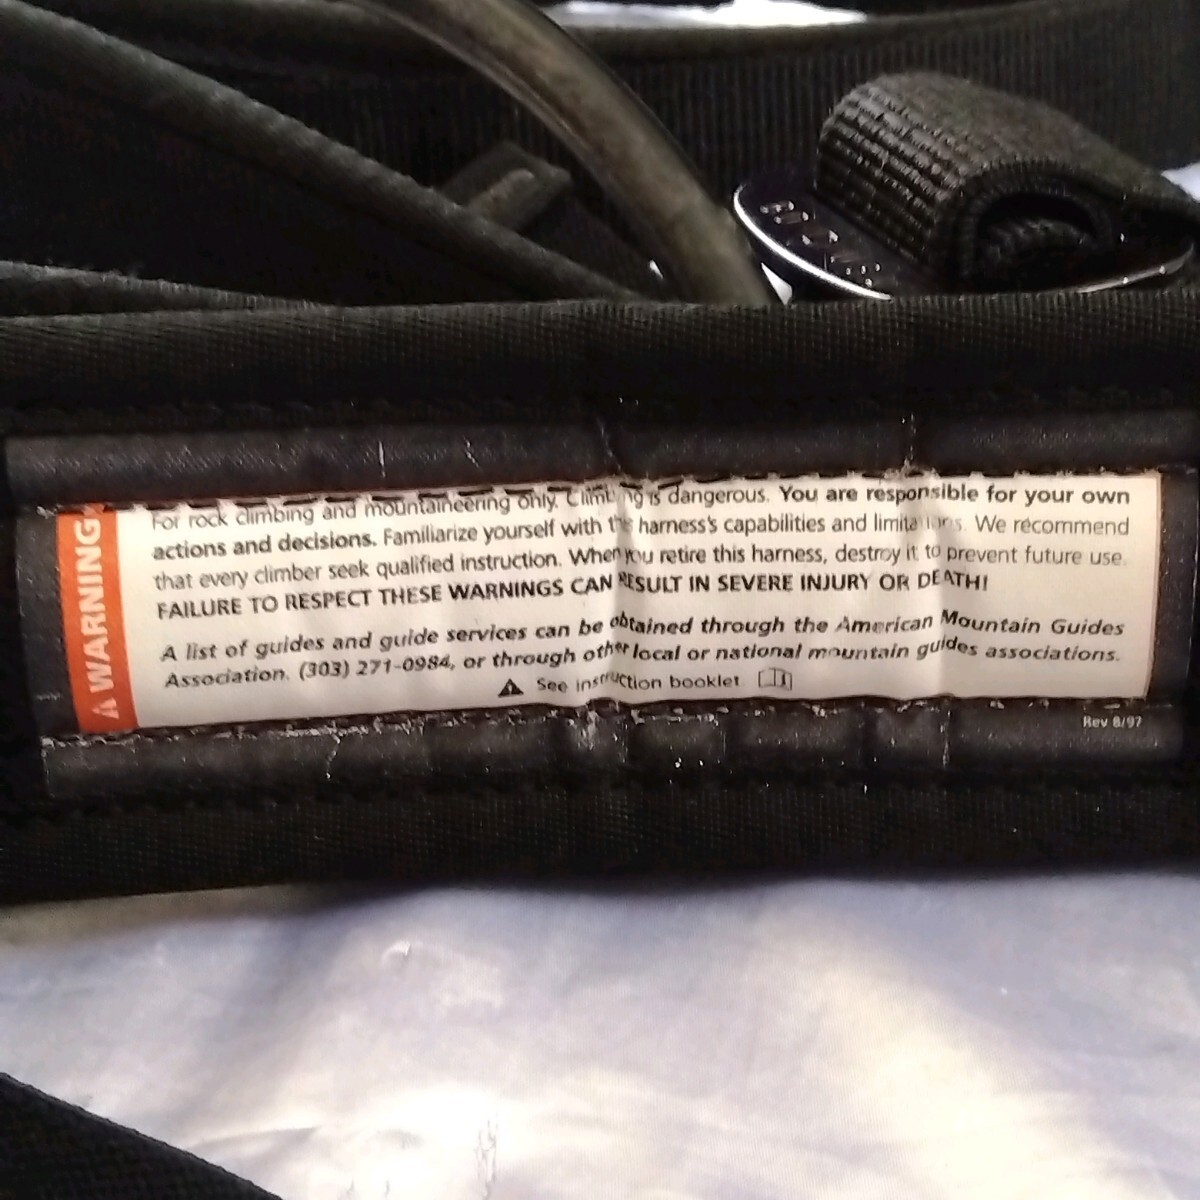 WARNING
For rock climbing and mountaineering only. Climbing is dangerous. You are responsible for your own
actions and decisions. Familiarize yourself with the harness's capabilities and limitations. We recommend
that every climber seek qualified instruction. When you retire this harness, destroy it to prevent future use.
FAILURE TO RESPECT THESE WARNINGS CAN RESULT IN SEVERE INJURY OR DEATH!
A list of guides and guide services can be obtained through the American Mountain Guides
Association. (303) 271-0984, or through other local or national mountain guides associations.
See instruction booklet
Rev 8/97